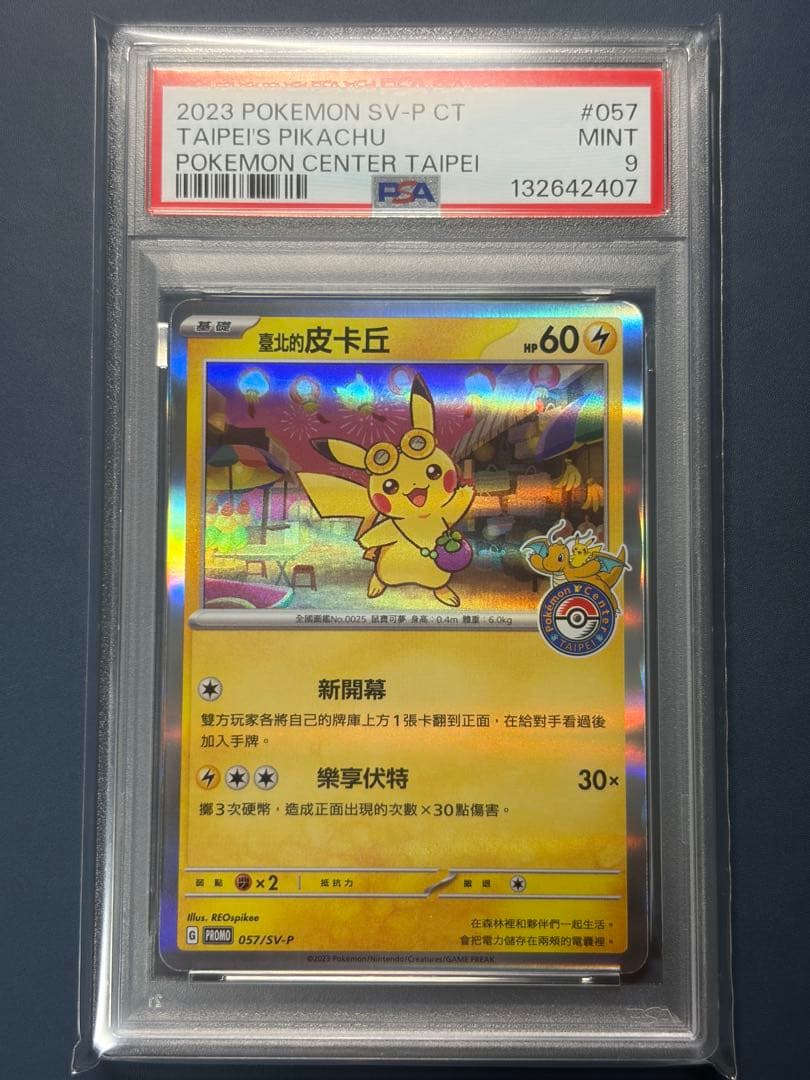 2023 POKEMON SV-P CT #057
TAIPEI'S PIKACHU MINT
POKEMON CENTER TAIPEI 9
PSA 132642407
基礎 臺北的皮卡丘 HP 60
Pokémon Center
TAIPEI
全國圖鑑No.0025 鼠寶可夢 身高：0.4m 體重：6.0kg
新開幕
雙方玩家各將自己的牌庫上方1張卡翻到正面，在給對手看過後
加入手牌。
樂享伏特 30×
擲3次硬幣，造成正面出現的次數×30點傷害。
弱點 ×2 抵抗力 撤退
Illus. REOspikee
G PROMO 057/SV-P
在森林裡和夥伴們一起生活。
會把電力儲存在兩頰的電囊裡。
©2023 Pokémon/Nintendo/Creatures/GAME FREAK